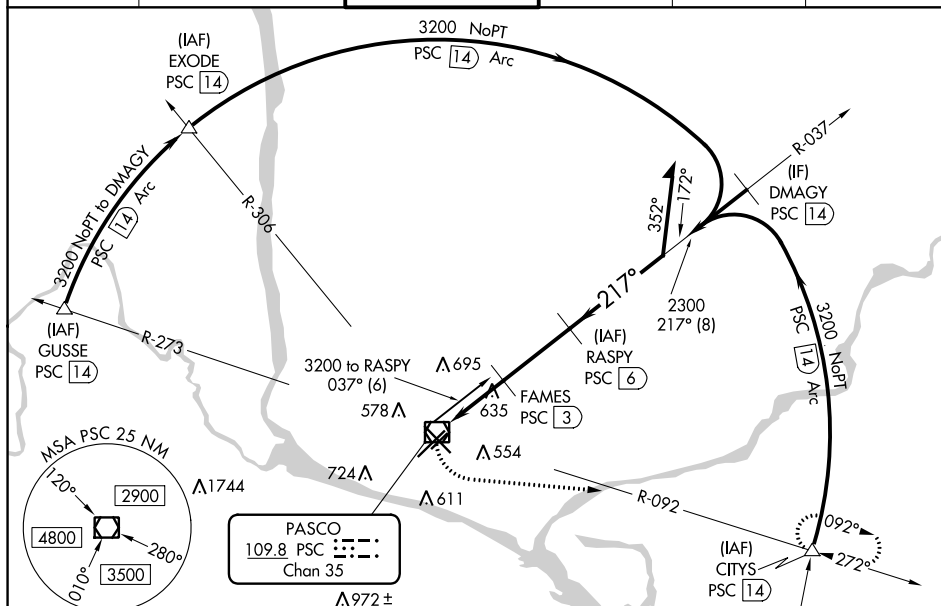 3200 NoPT
PSC 14 Arc
(IAF)
EXODE
PSC 14
3200 NoPT to DMAGY
PSC 14 Arc
R-306
R-037
(IF)
DMAGY
PSC 14
352°
172°
217°
2300
217° (8)
(IAF)
GUSSE
PSC 14
R-273
3200 to RASPY
037° (6)
(IAF)
RASPY
PSC 6
3200 NoPT
PSC 14 Arc
695
635
578
FAMES
PSC 3
554
724
611
R-092
MSA PSC 25 NM
120°
2900
4800
280°
010°
3500
1744
PASCO
109.8 PSC
Chan 35
972 ±
092°
272°
(IAF)
CITYS
PSC 14